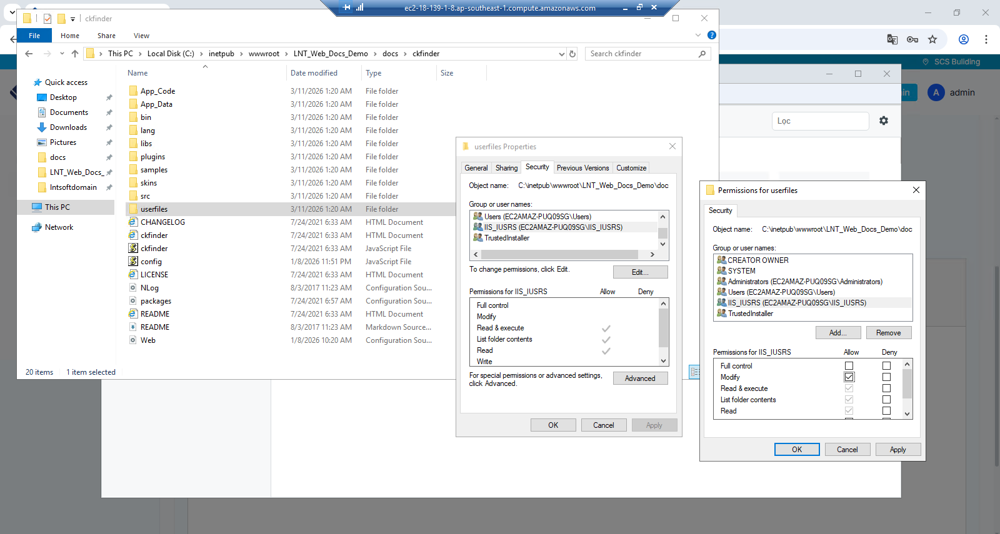 ec2-18-139-1-8.ap-southeast-1.compute.amazonaws.com
ckfinder
File Home Share View
This PC Local Disk (C:) inetpub wwwroot LNT_Web_Docs_Demo docs ckfinder
Search ckfinder
SCS Buliding
A admin
Lọc
Quick access
Desktop
Documents
Downloads
Pictures
docs
LNT_Web_Docs_
Intsoftdomain
This PC
Network
Name Date modified Type Size
App_Code 3/11/2026 1:20 AM File folder
App_Data 3/11/2026 1:20 AM File folder
bin 3/11/2026 1:20 AM File folder
lang 3/11/2026 1:20 AM File folder
libs 3/11/2026 1:20 AM File folder
plugins 3/11/2026 1:20 AM File folder
samples 3/11/2026 1:20 AM File folder
skins 3/11/2026 1:20 AM File folder
src 3/11/2026 1:20 AM File folder
userfiles 3/11/2026 1:20 AM File folder
CHANGELOG 7/24/2021 6:33 AM HTML Document
ckfinder 7/24/2021 6:33 AM HTML Document
ckfinder 7/24/2021 6:33 AM JavaScript File
config 1/8/2026 11:51 PM JavaScript File
LICENSE 7/24/2021 6:33 AM HTML Document
NLog 8/3/2017 11:23 AM Configuration Sou...
packages 7/24/2021 6:57 AM Configuration Sou...
README 7/24/2021 6:33 AM HTML Document
README 8/3/2017 11:23 AM Markdown Source...
Web 1/8/2026 10:20 AM Configuration Sou...
20 items 1 item selected
userfiles Properties
General Sharing Security Previous Versions Customize
Object name: C:\inetpub\wwwroot\LNT_Web_Docs_Demo\doc
Group or user names:
Users (EC2AMAZ-PUQ09SG\Users)
IIS_IUSRS (EC2AMAZ-PUQ09SG\IIS_IUSRS)
TrustedInstaller
To change permissions, click Edit.
Edit...
Permissions for IIS_IUSRS Allow Deny
Full control
Modify
Read & execute
List folder contents
Read
Write
For special permissions or advanced settings,
click Advanced.
Advanced
OK Cancel Apply
Permissions for userfiles
Security
Object name: C:\inetpub\wwwroot\LNT_Web_Docs_Demo\doc
Group or user names:
CREATOR OWNER
SYSTEM
Administrators (EC2AMAZ-PUQ09SG\Administrators)
Users (EC2AMAZ-PUQ09SG\Users)
IIS_IUSRS (EC2AMAZ-PUQ09SG\IIS_IUSRS)
TrustedInstaller
Add... Remove
Permissions for IIS_IUSRS Allow Deny
Full control
Modify
Read & execute
List folder contents
Read
OK Cancel Apply